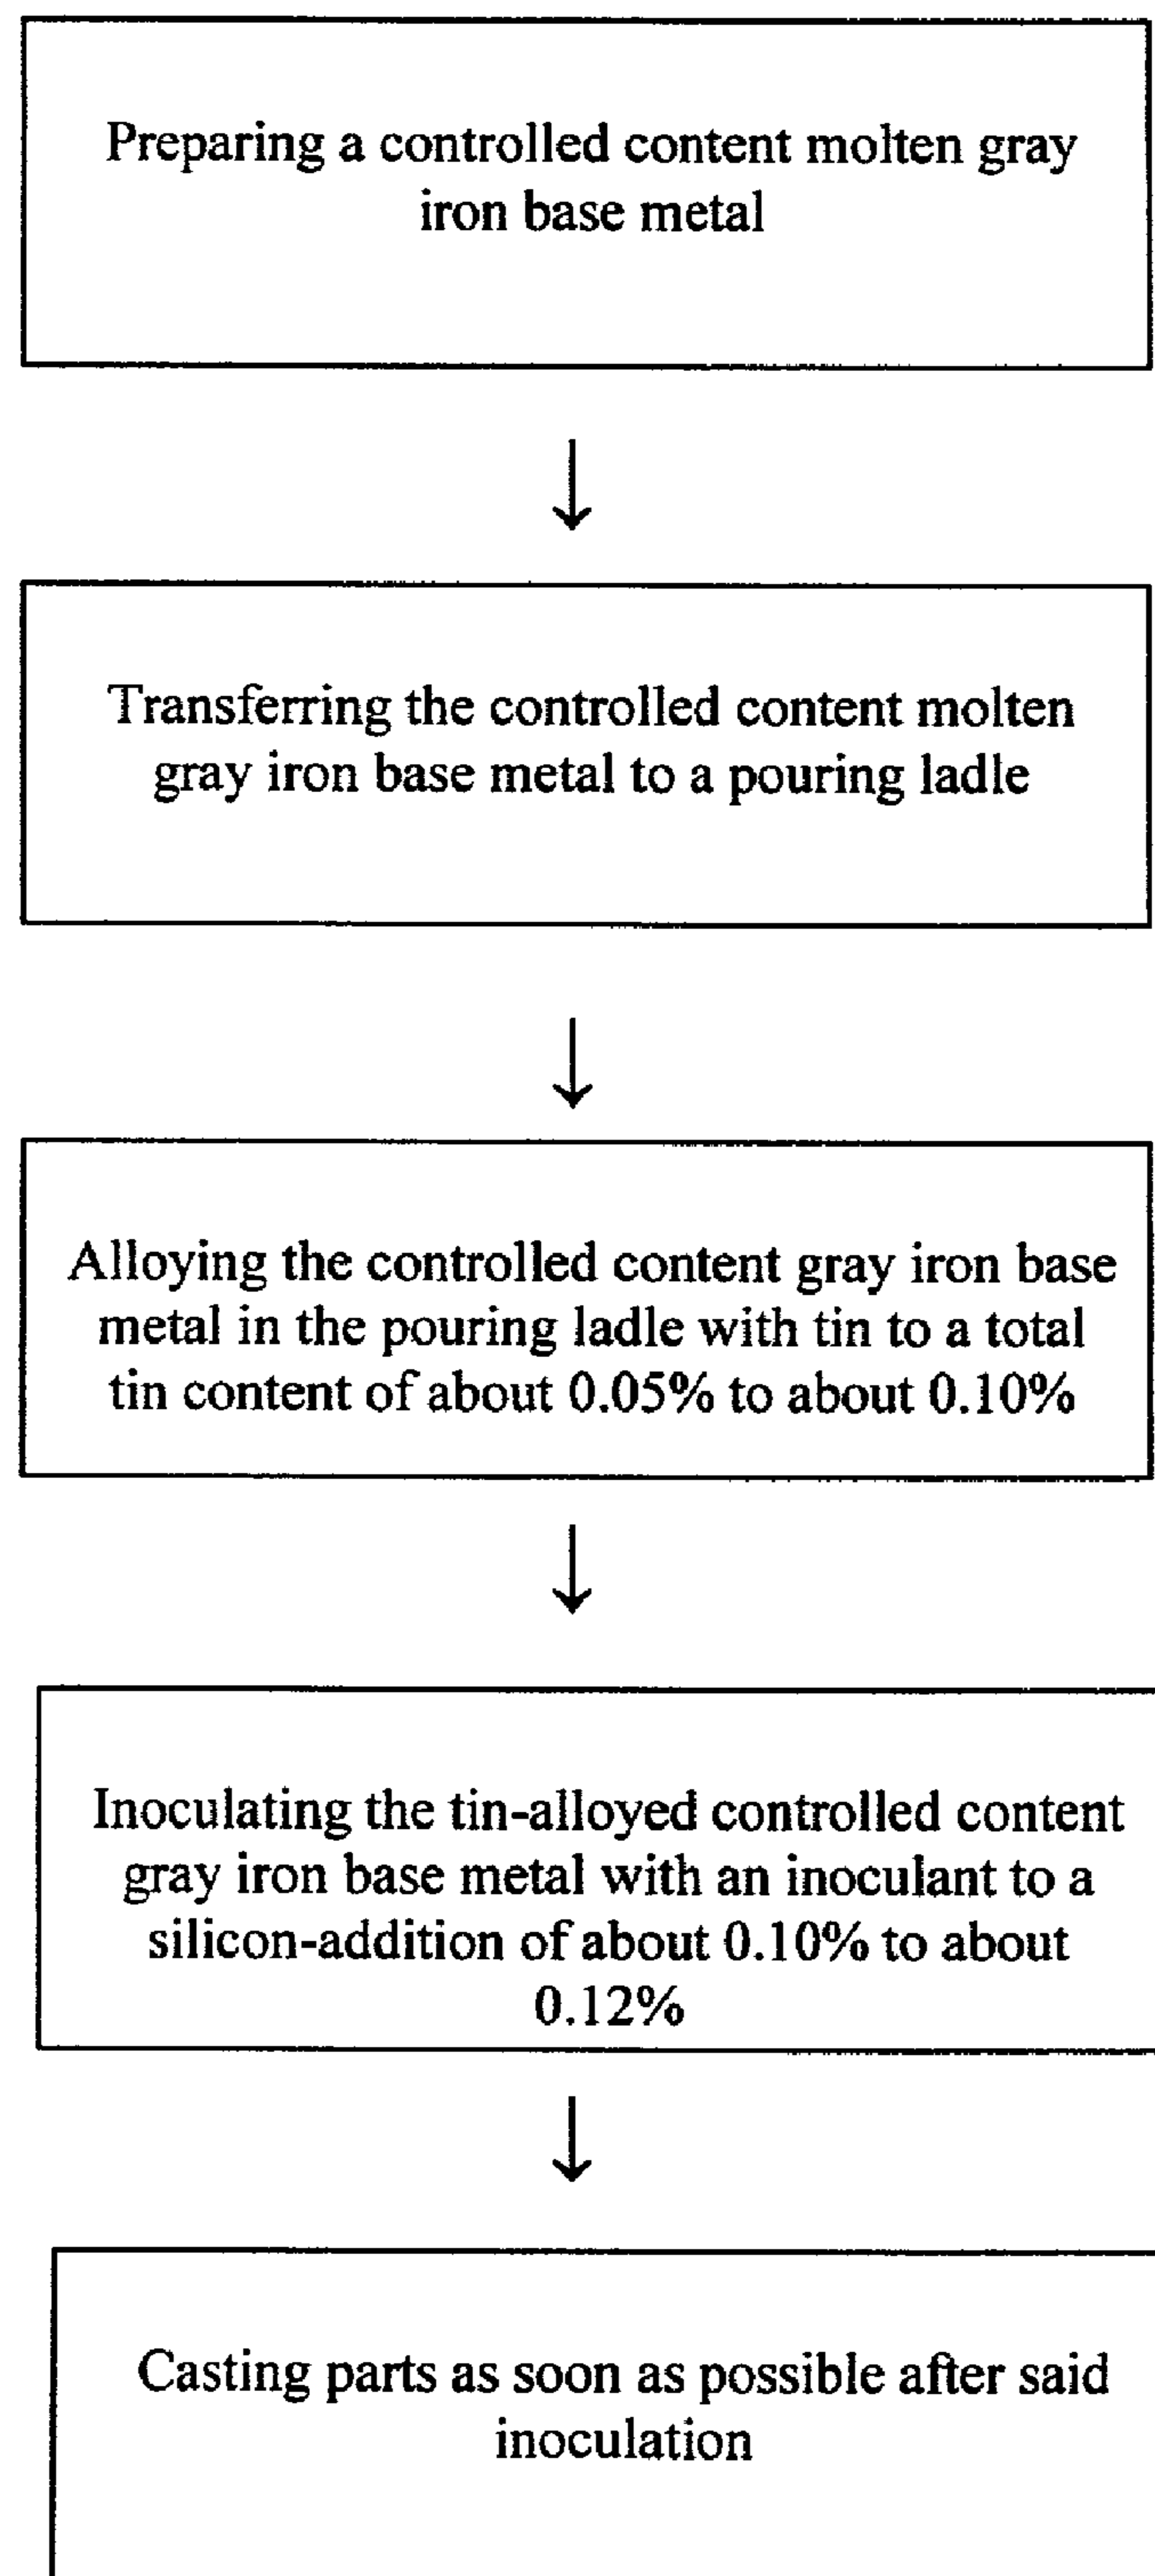 Preparing a controlled content molten gray
iron base metal
Transferring the controlled content molten
gray iron base metal to a pouring ladle
Alloying the controlled content gray iron base
metal in the pouring ladle with tin to a total
tin content of about 0.05% to about 0.10%
Inoculating the tin-alloyed controlled content
gray iron base metal with an inoculant to a
silicon-addition of about 0.10% to about
0.12%
Casting parts as soon as possible after said
inoculation